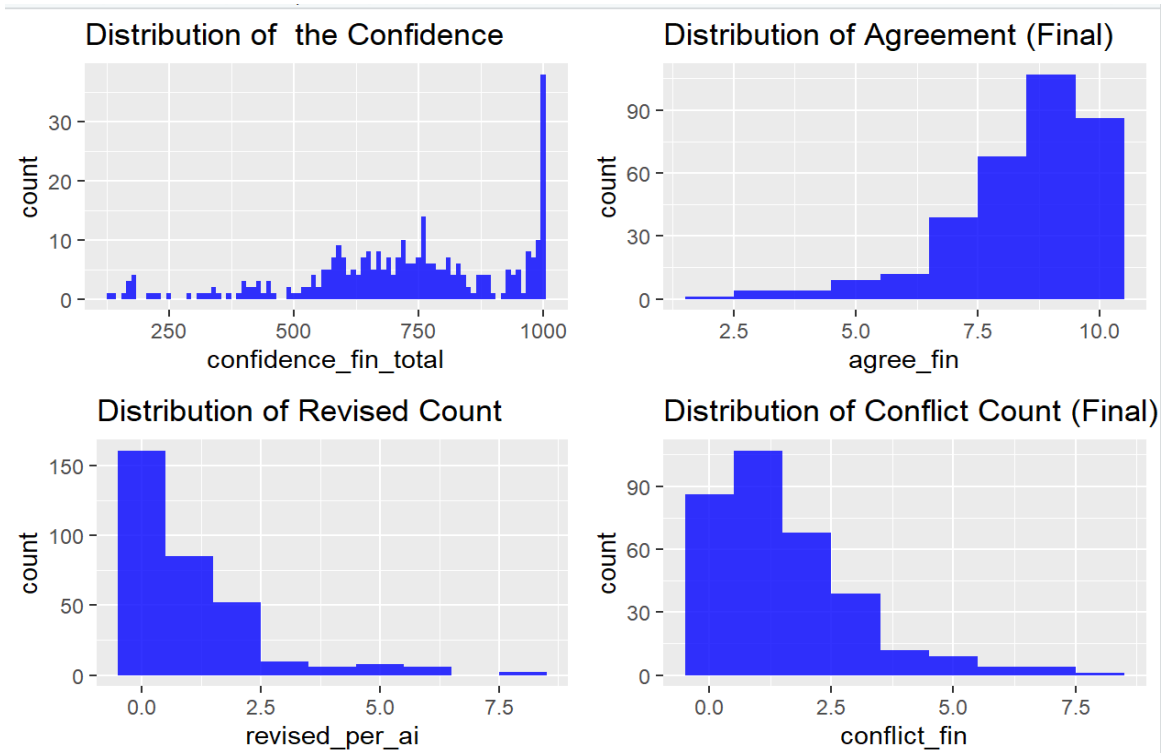 Distribution of  the Confidence
30
20
10
0
count
250
500
750
1000
confidence_fin_total
Distribution of Agreement (Final)
90
60
30
0
count
2.5
5.0
7.5
10.0
agree_fin
Distribution of Revised Count
150
100
50
0
count
0.0
2.5
5.0
7.5
revised_per_ai
Distribution of Conflict Count (Final)
90
60
30
0
count
0.0
2.5
5.0
7.5
conflict_fin